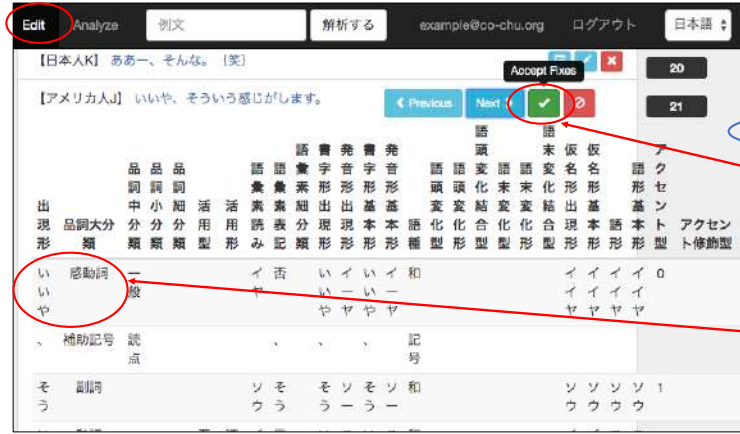 Edit Analyze 例文 解析する example@co-chu.org ログアウト 日本語
【日本人K】 ああー、そんな。 {笑}
Accept Fixes
20
【アメリカ人J】 いいや、そういう感じがします。 Previous Next
21
出現形 品詞大分類 品詞中分類 品詞小分類 品詞細分類 活用型 活用形 語彙素読み 語彙素表記 語彙素細分類 書字形出現形 発音形出現形 書字形基本形 発音形基本形 語種 語頭変化型 語頭変化形 語頭変化結合型 語末変化型 語末変化形 語末変化結合型 仮名形出現形 仮名形基本形 語形 語形基本形 アクセント型 アクセント修飾型
いいや 感動詞 一般 イヤ 否 いいや イーヤ いいや イーヤ 和 イイヤ イイヤ イイヤ イイヤ 0
、 補助記号 読点 、 、 、 記号
そう 副詞 ソウ そう そう ソー そう ソー 和 ソウ ソウ ソウ ソウ 1